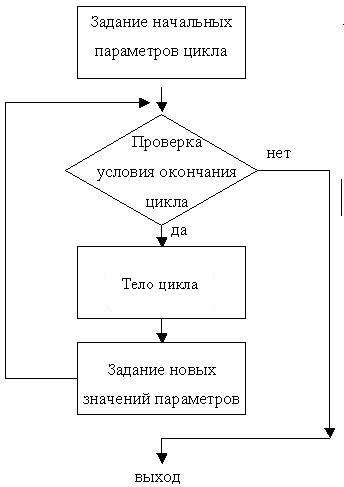 Задание начальных
параметров цикла
Проверка
условия окончания
цикла
нет
да
Тело цикла
Задание новых
значений параметров
выход